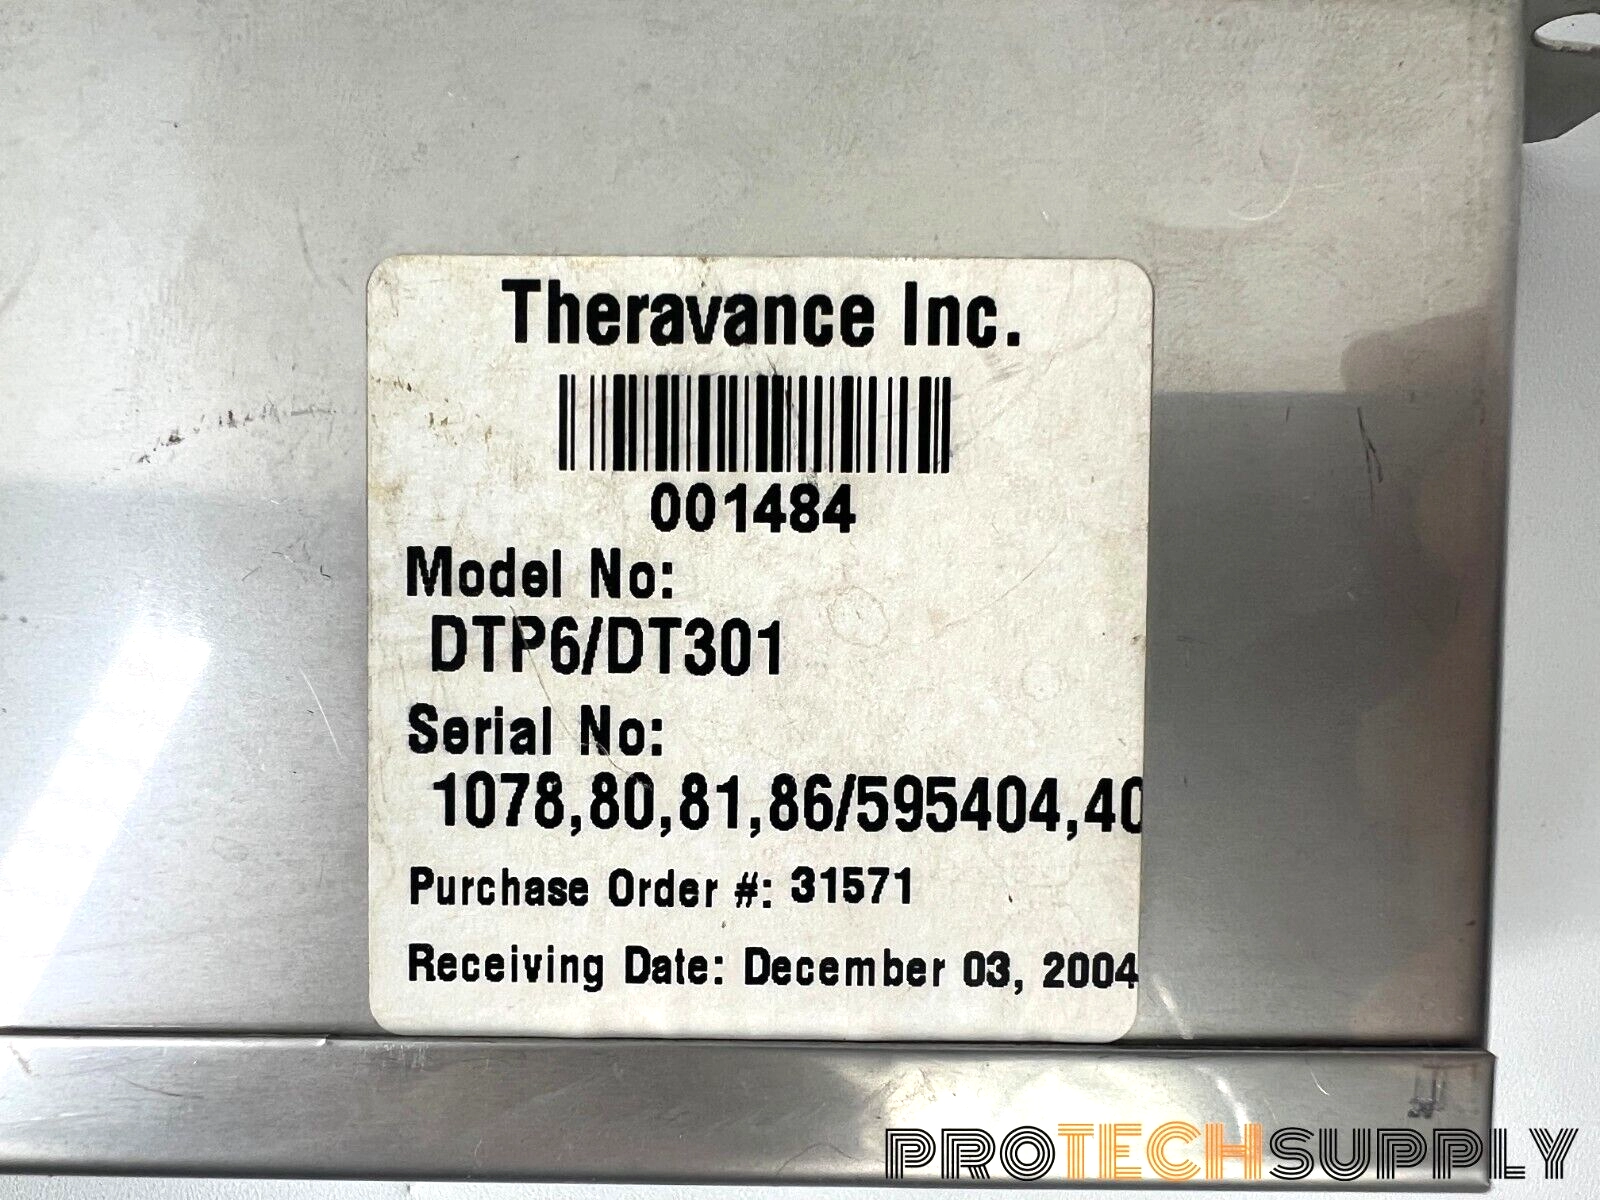 Theravance Inc.
001484
Model No:
DTP6/DT301
Serial No:
1078,80,81,86/595404,40
Purchase Order #: 31571
Receiving Date: December 03, 2004
PROTECHSUPPLY